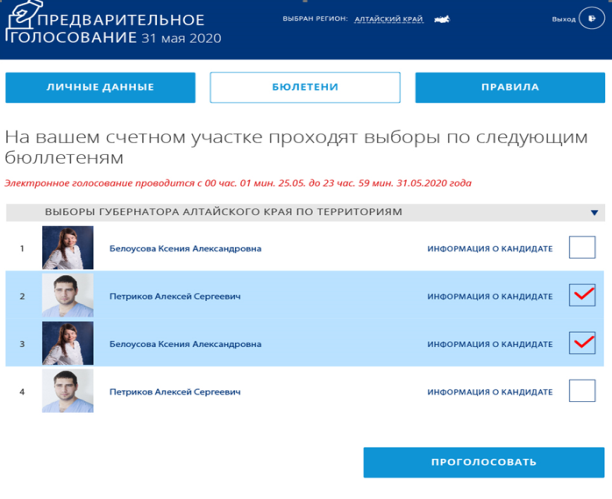 ПРЕДВАРИТЕЛЬНОЕ
ГОЛОСОВАНИЕ 31 мая 2020
ВЫБРАН РЕГИОН: АЛТАЙСКИЙ КРАЙ
Выход
ЛИЧНЫЕ ДАННЫЕ
БЮЛЕТЕНИ
ПРАВИЛА
На вашем счетном участке проходят выборы по следующим
бюллетеням
Электронное голосование проводится с 00 час. 01 мин. 25.05. до 23 час. 59 мин. 31.05.2020 года
ВЫБОРЫ ГУБЕРНАТОРА АЛТАЙСКОГО КРАЯ ПО ТЕРРИТОРИЯМ
1 Белоусова Ксения Александровна ИНФОРМАЦИЯ О КАНДИДАТЕ
2 Петриков Алексей Сергеевич ИНФОРМАЦИЯ О КАНДИДАТЕ
3 Белоусова Ксения Александровна ИНФОРМАЦИЯ О КАНДИДАТЕ
4 Петриков Алексей Сергеевич ИНФОРМАЦИЯ О КАНДИДАТЕ
ПРОГОЛОСОВАТЬ